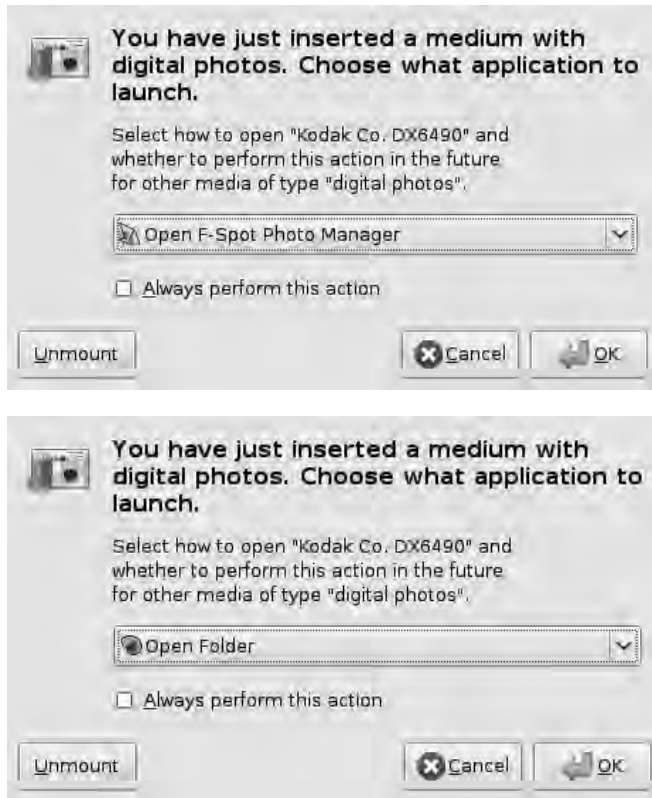 You have just inserted a medium with
digital photos. Choose what application to
launch.
Select how to open "Kodak Co. DX6490" and
whether to perform this action in the future
for other media of type "digital photos".
Open F-Spot Photo Manager
Always perform this action
Unmount
Cancel
OK
You have just inserted a medium with
digital photos. Choose what application to
launch.
Select how to open "Kodak Co. DX6490" and
whether to perform this action in the future
for other media of type "digital photos".
Open Folder
Always perform this action
Unmount
Cancel
OK